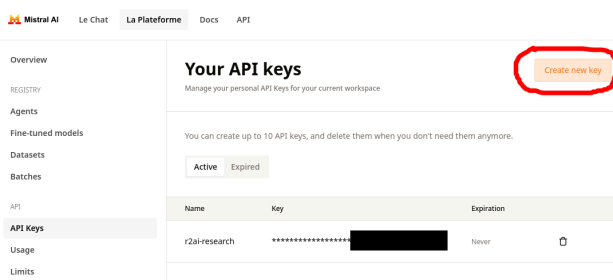 Mistral AI Le Chat La Plateforme Docs API
Overview
REGISTRY
Agents
Fine-tuned models
Datasets
Batches
API
API Keys
Usage
Limits
Your API keys
Create new key
Manage your personal API Keys for your current workspace
You can create up to 10 API keys, and delete them when you don't need them anymore.
Active Expired
Name Key Expiration
r2ai-research ****************** Never